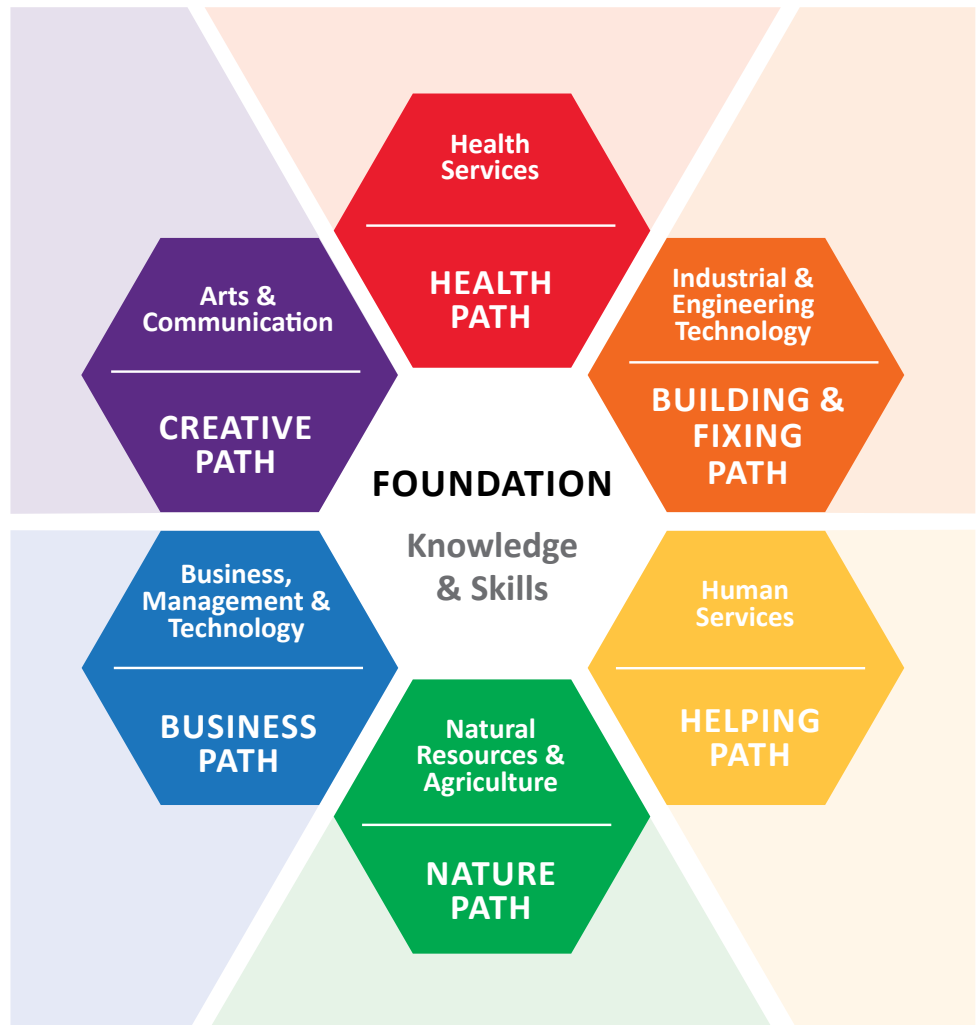 Health
Services
HEALTH
PATH
Arts &
Communication
CREATIVE
PATH
Industrial &
Engineering
Technology
BUILDING &
FIXING
PATH
FOUNDATION
Knowledge
& Skills
Business,
Management &
Technology
BUSINESS
PATH
Human
Services
HELPING
PATH
Natural
Resources &
Agriculture
NATURE
PATH